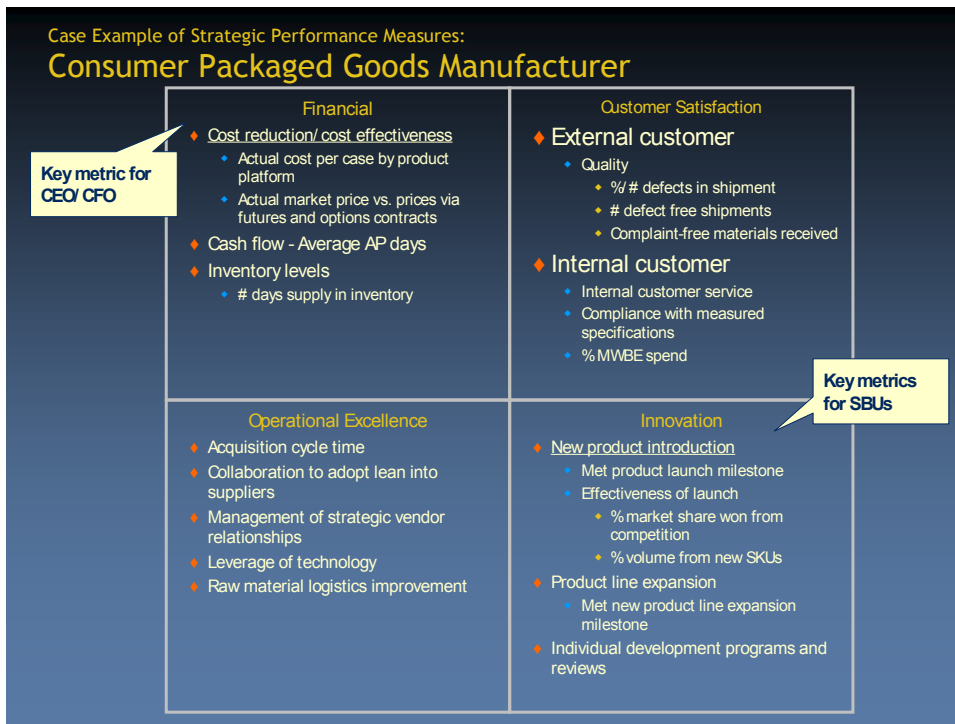 Case Example of Strategic Performance Measures:
Consumer Packaged Goods Manufacturer
Financial
Cost reduction/ cost effectiveness
Actual cost per case by product
platform
Actual market price vs. prices via
futures and options contracts
Cash flow - Average AP days
Inventory levels
# days supply in inventory
Key metric for
CEO/ CFO
Customer Satisfaction
External customer
Quality
%/ # defects in shipment
# defect free shipments
Complaint-free materials received
Internal customer
Internal customer service
Compliance with measured
specifications
% MWBE spend
Key metrics
for SBUs
Operational Excellence
Acquisition cycle time
Collaboration to adopt lean into
suppliers
Management of strategic vendor
relationships
Leverage of technology
Raw material logistics improvement
Innovation
New product introduction
Met product launch milestone
Effectiveness of launch
% market share won from
competition
% volume from new SKUs
Product line expansion
Met new product line expansion
milestone
Individual development programs and
reviews